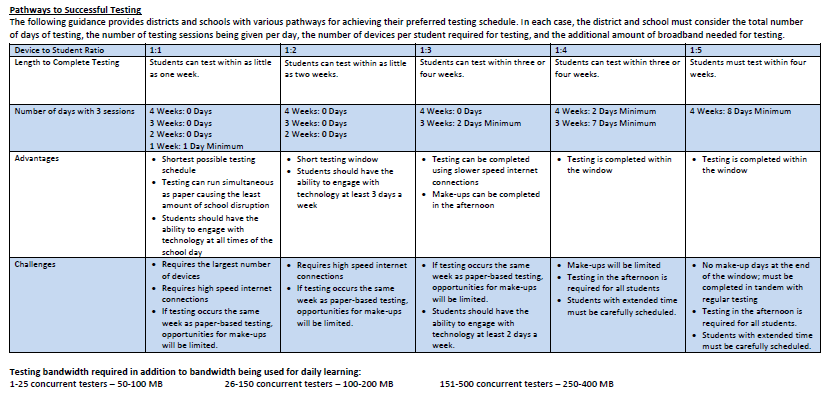 Pathways to Successful Testing
The following guidance provides districts and schools with various pathways for achieving their preferred testing schedule. In each case, the district and school must consider the total number
of days of testing, the number of testing sessions being given per day, the number of devices per student required for testing, and the additional amount of broadband needed for testing.
Device to Student Ratio
1:1
1:2
1:3
1:4
1:5
Length to Complete Testing
Students can test within as little
as one week.
Students can test within as little
as two weeks.
Students can test within three or
four weeks.
Students can test within three or
four weeks.
Students must test within four
weeks.
Number of days with 3 sessions
4 Weeks: 0 Days
3 Weeks: 0 Days
2 Weeks: 0 Days
1 Week: 1 Day Minimum
4 Weeks: 0 Days
3 Weeks: 0 Days
2 Weeks: 0 Days
4 Weeks: 0 Days
3 Weeks: 2 Days Minimum
4 Weeks: 2 Days Minimum
3 Weeks: 7 Days Minimum
4 Weeks: 8 Days Minimum
Advantages
• Shortest possible testing
schedule
• Testing can run simultaneous
as paper causing the least
amount of school disruption
• Students should have the
ability to engage with
technology at all times of the
school day
• Short testing window
• Students should have the
ability to engage with
technology at least 3 days a
week
• Testing can be completed
using slower speed internet
connections
• Make-ups can be completed
in the afternoon
• Testing is completed within
the window
• Testing is completed within
the window
Challenges
• Requires the largest number
of devices
• Requires high speed internet
connections
• If testing occurs the same
week as paper-based testing,
opportunities for make-ups
will be limited.
• Requires high speed internet
connections
• If testing occurs the same
week as paper-based testing,
opportunities for make-ups
will be limited.
• If testing occurs the same
week as paper-based testing,
opportunities for make-ups
will be limited.
• Students should have the
ability to engage with
technology at least 2 days a
week.
• Make-ups will be limited
• Testing in the afternoon is
required for all students
• Students with extended time
must be carefully scheduled.
• No make-up days at the end
of the window; must be
completed in tandem with
regular testing
• Testing in the afternoon is
required for all students.
• Students with extended time
must be carefully scheduled.
Testing bandwidth required in addition to bandwidth being used for daily learning:
1-25 concurrent testers – 50-100 MB
26-150 concurrent testers – 100-200 MB
151-500 concurrent testers – 250-400 MB